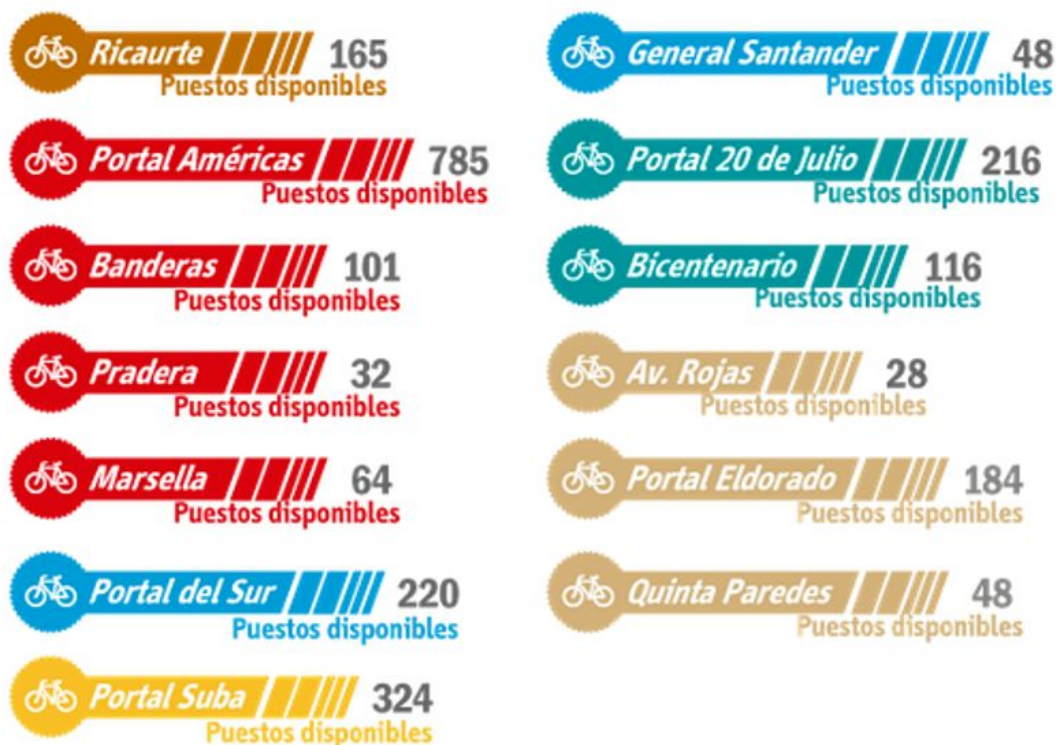 Ricaurte 165
Puestos disponibles
Portal Américas 785
Puestos disponibles
Banderas 101
Puestos disponibles
Pradera 32
Puestos disponibles
Marsella 64
Puestos disponibles
Portal del Sur 220
Puestos disponibles
Portal Suba 324
Puestos disponibles
General Santander 48
Puestos disponibles
Portal 20 de Julio 216
Puestos disponibles
Bicentenario 116
Puestos disponibles
Av. Rojas 28
Puestos disponibles
Portal Eldorado 184
Puestos disponibles
Quinta Paredes 48
Puestos disponibles